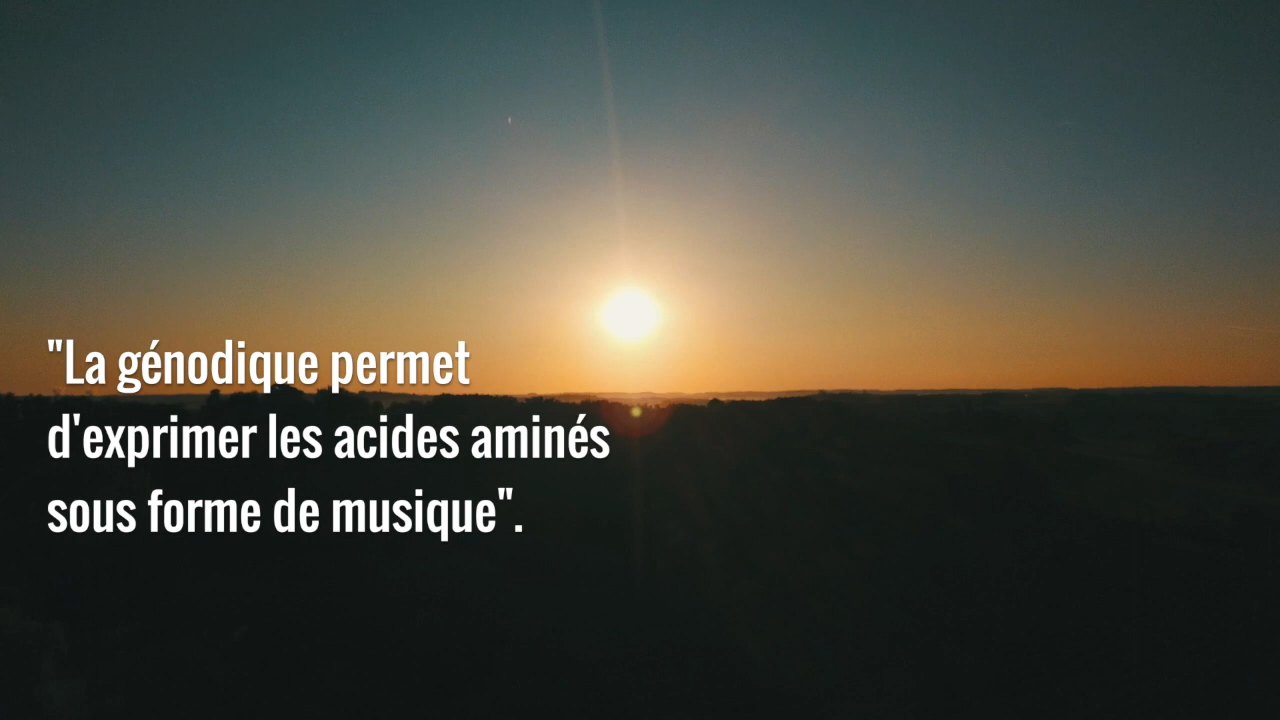 "La génodique permet
d'exprimer les acides aminés
sous forme de musique".